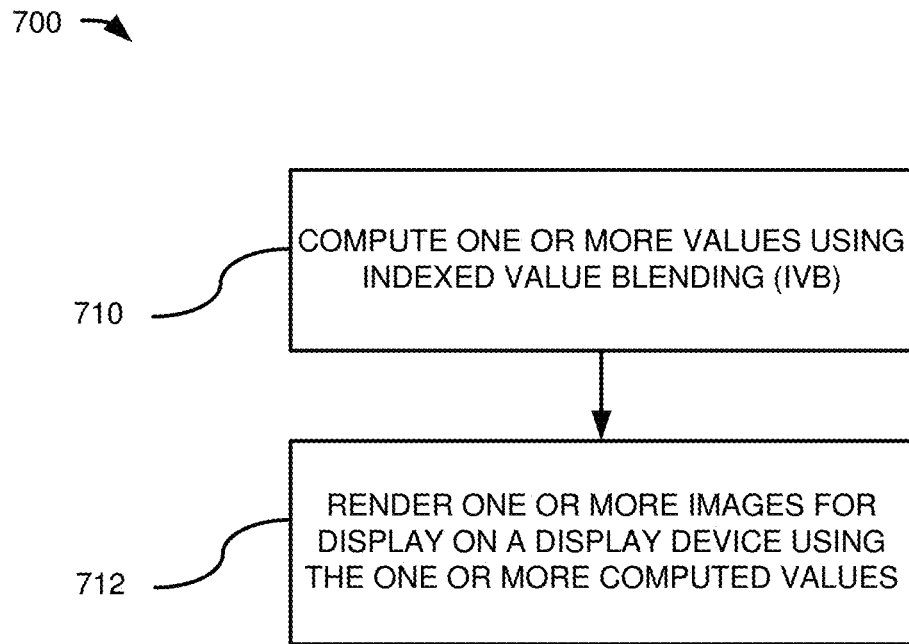 700
COMPUTE ONE OR MORE VALUES USING
INDEXED VALUE BLENDING (IVB)
710
RENDER ONE OR MORE IMAGES FOR
DISPLAY ON A DISPLAY DEVICE USING
THE ONE OR MORE COMPUTED VALUES
712